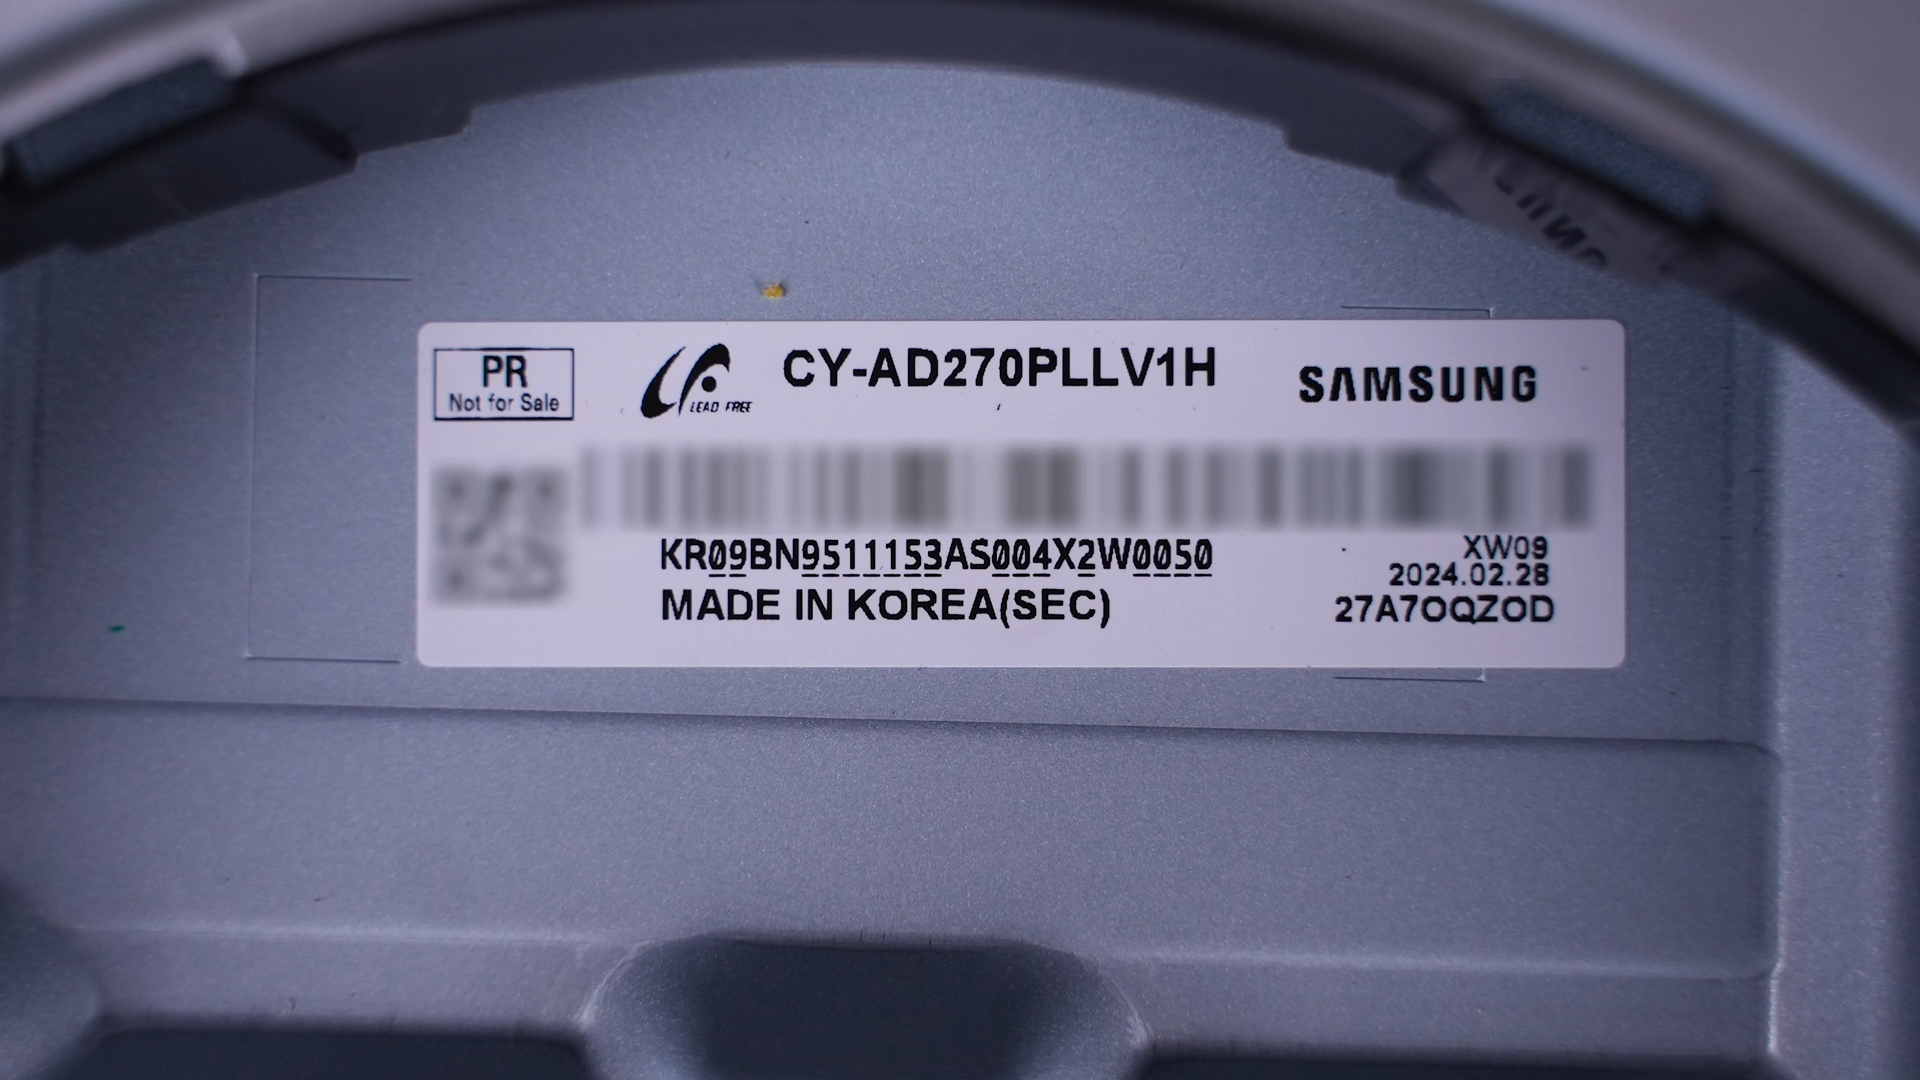 PR
Not for Sale
LEAD FREE
CY-AD270PLLV1H
SAMSUNG
KR09BN9511153AS004X2W0050
MADE IN KOREA(SEC)
XW09
2024.02.28
27A7OQZOD